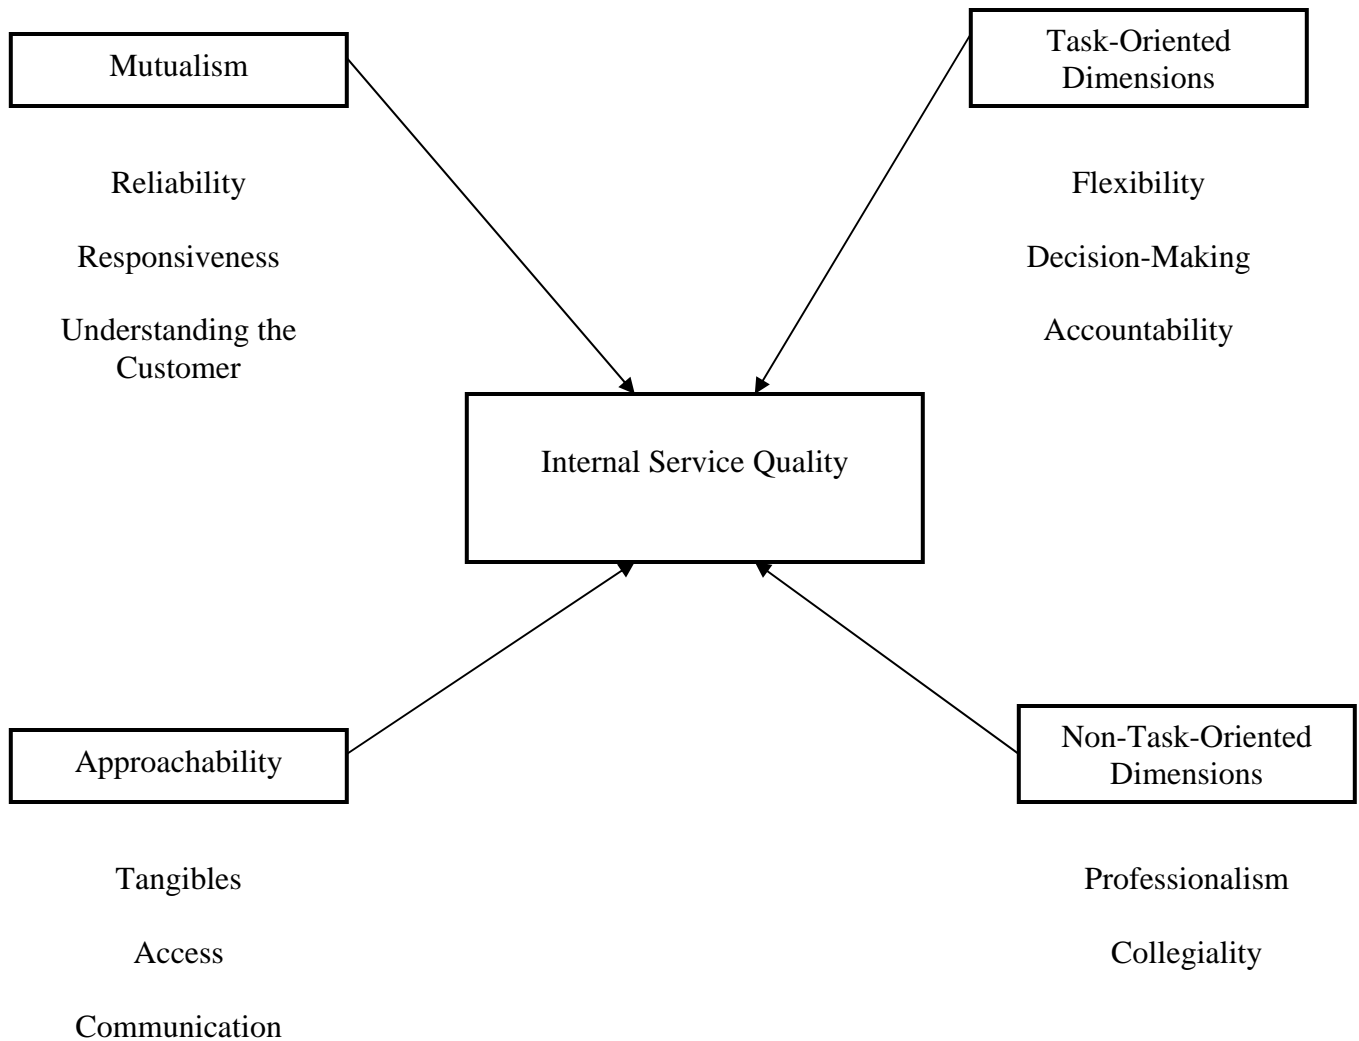 Mutualism
Reliability
Responsiveness
Understanding the
Customer
Task-Oriented
Dimensions
Flexibility
Decision-Making
Accountability
Internal Service Quality
Approachability
Tangibles
Access
Communication
Non-Task-Oriented
Dimensions
Professionalism
Collegiality